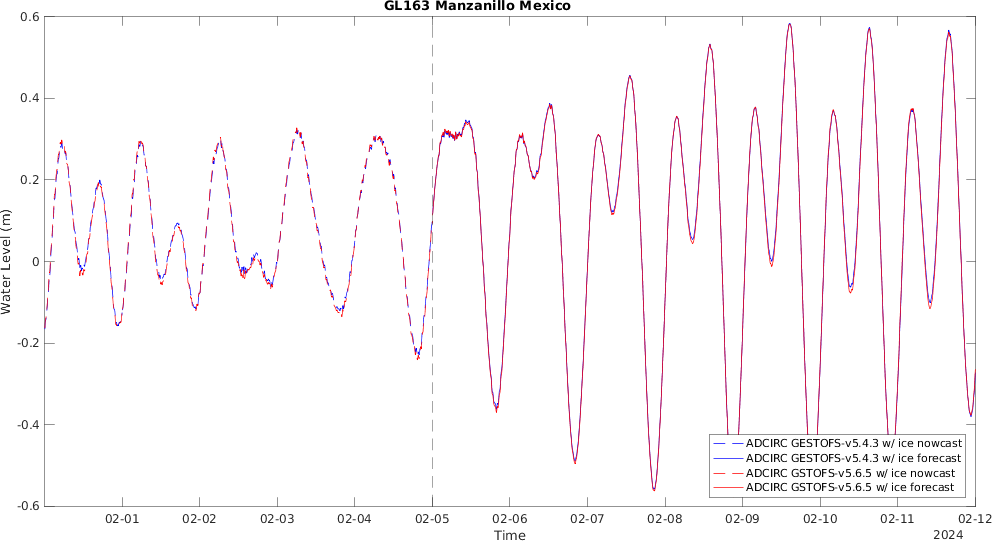 GL163 Manzanillo Mexico
Water Level (m)
0.6
0.4
0.2
0
-0.2
-0.4
-0.6
ADCIRC GESTOFS-v5.4.3 w/ ice nowcast
ADCIRC GESTOFS-v5.4.3 w/ ice forecast
ADCIRC GSTOFS-v5.6.5 w/ ice nowcast
ADCIRC GSTOFS-v5.6.5 w/ ice forecast
02-01 02-02 02-03 02-04 02-05 02-06 02-07 02-08 02-09 02-10 02-11 02-12
Time
2024